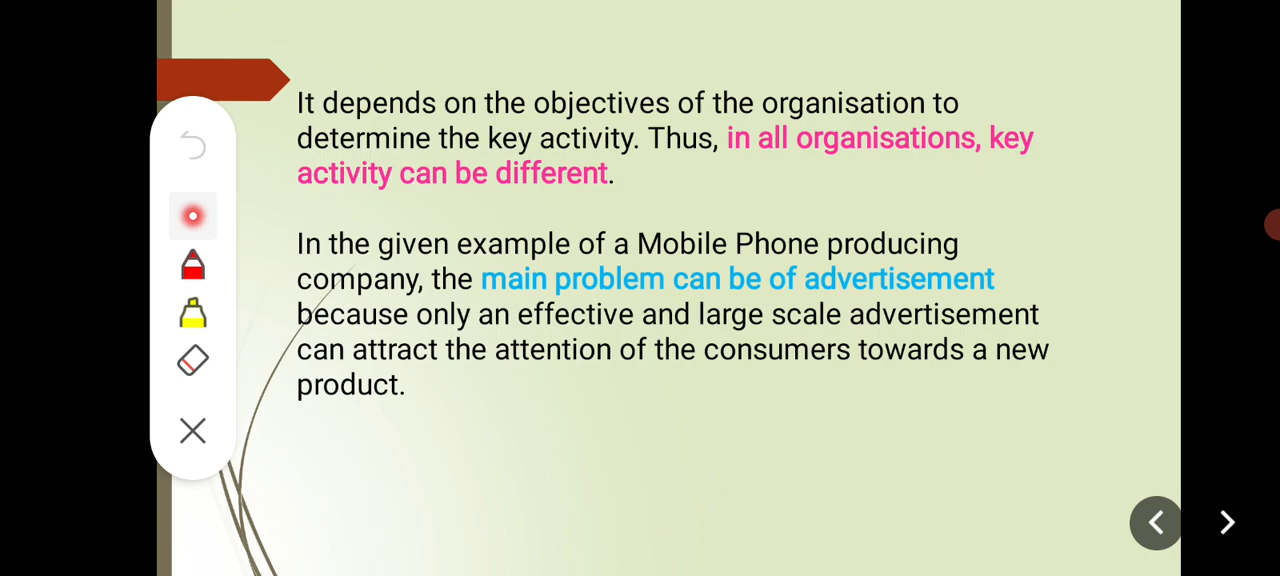 It depends on the objectives of the organisation to
determine the key activity. Thus, in all organisations, key
activity can be different.
In the given example of a Mobile Phone producing
company, the main problem can be of advertisement
because only an effective and large scale advertisement
can attract the attention of the consumers towards a new
product.